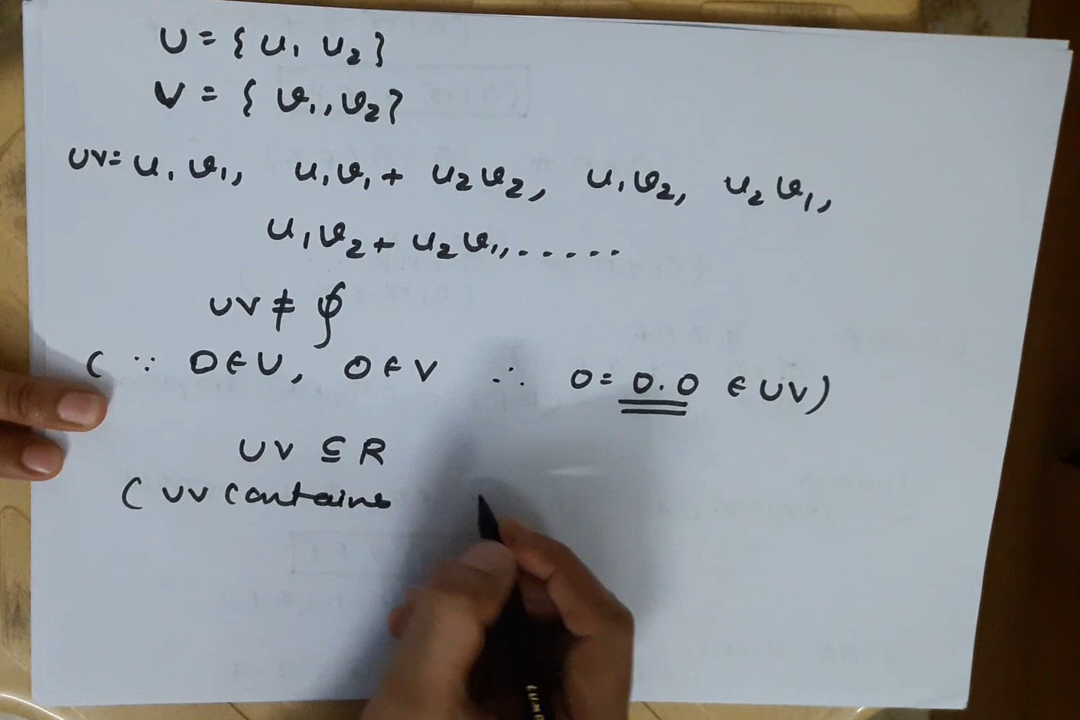 U = { u₁ u₂ }
V = { v₁, v₂ }
UV = u₁ v₁, u₁v₁ + u₂v₂, u₁v₂, u₂v₁,
u₁v₂ + u₂v₁, .....
UV ≠ ϕ
( ∵ 0 ∈ U, 0 ∈ V ∴ 0 = 0.0 ∈ UV )
UV ⊆ R
( UV contains